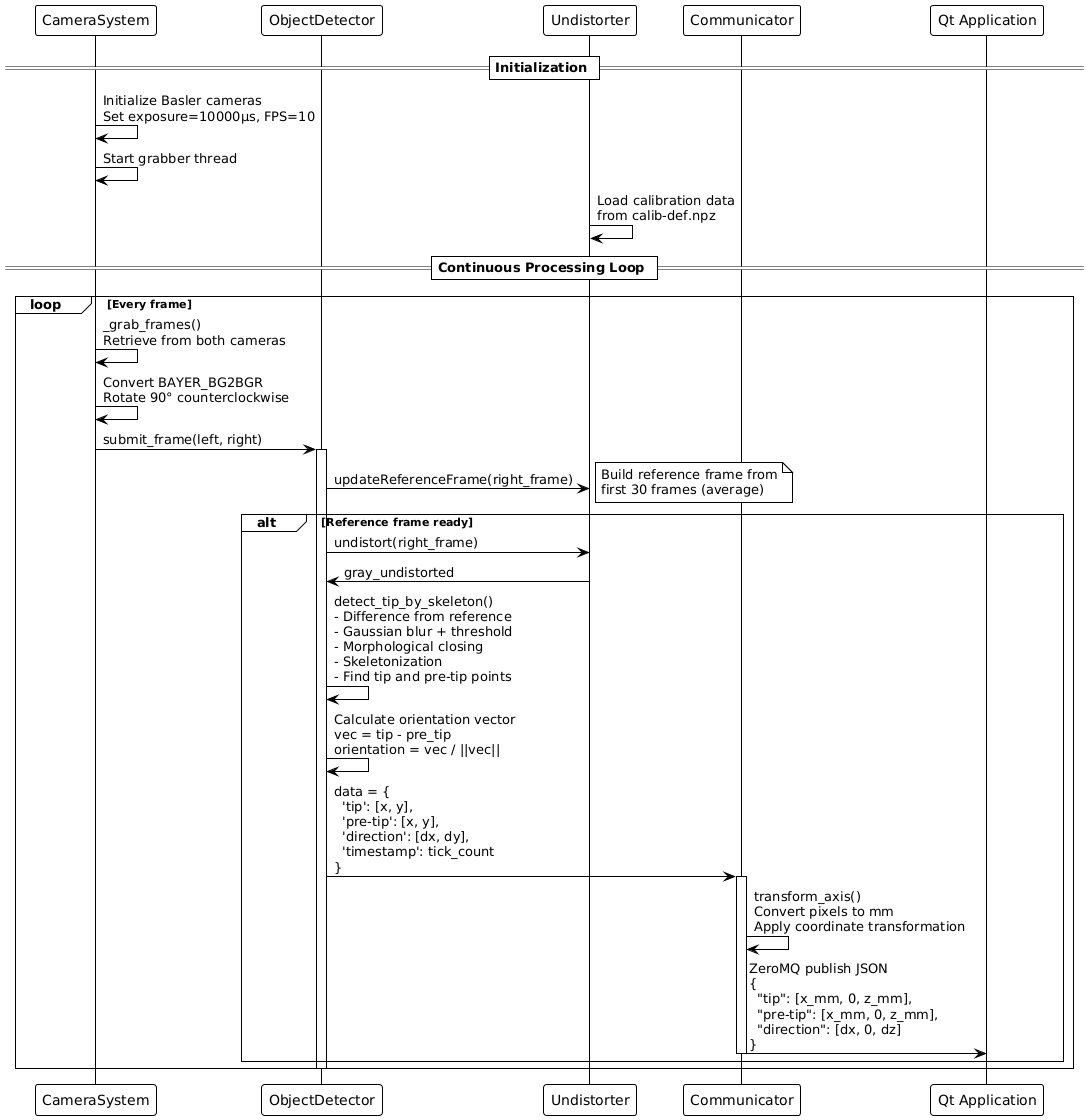 CameraSystem
ObjectDetector
Undistorter
Communicator
Qt Application
Initialization
Initialize Basler cameras
Set exposure=10000μs, FPS=10
Start grabber thread
Load calibration data
from calib-def.npz
Continuous Processing Loop
loop
[Every frame]
_grab_frames()
Retrieve from both cameras
Convert BAYER_BG2BGR
Rotate 90° counterclockwise
submit_frame(left, right)
updateReferenceFrame(right_frame)
Build reference frame from
first 30 frames (average)
alt
[Reference frame ready]
undistort(right_frame)
gray_undistorted
detect_tip_by_skeleton()
- Difference from reference
- Gaussian blur + threshold
- Morphological closing
- Skeletonization
- Find tip and pre-tip points
Calculate orientation vector
vec = tip - pre_tip
orientation = vec / ||vec||
data = {
'tip': [x, y],
'pre-tip': [x, y],
'direction': [dx, dy],
'timestamp': tick_count
}
transform_axis()
Convert pixels to mm
Apply coordinate transformation
ZeroMQ publish JSON
{
"tip": [x_mm, 0, z_mm],
"pre-tip": [x_mm, 0, z_mm],
"direction": [dx, 0, dz]
}
CameraSystem
ObjectDetector
Undistorter
Communicator
Qt Application